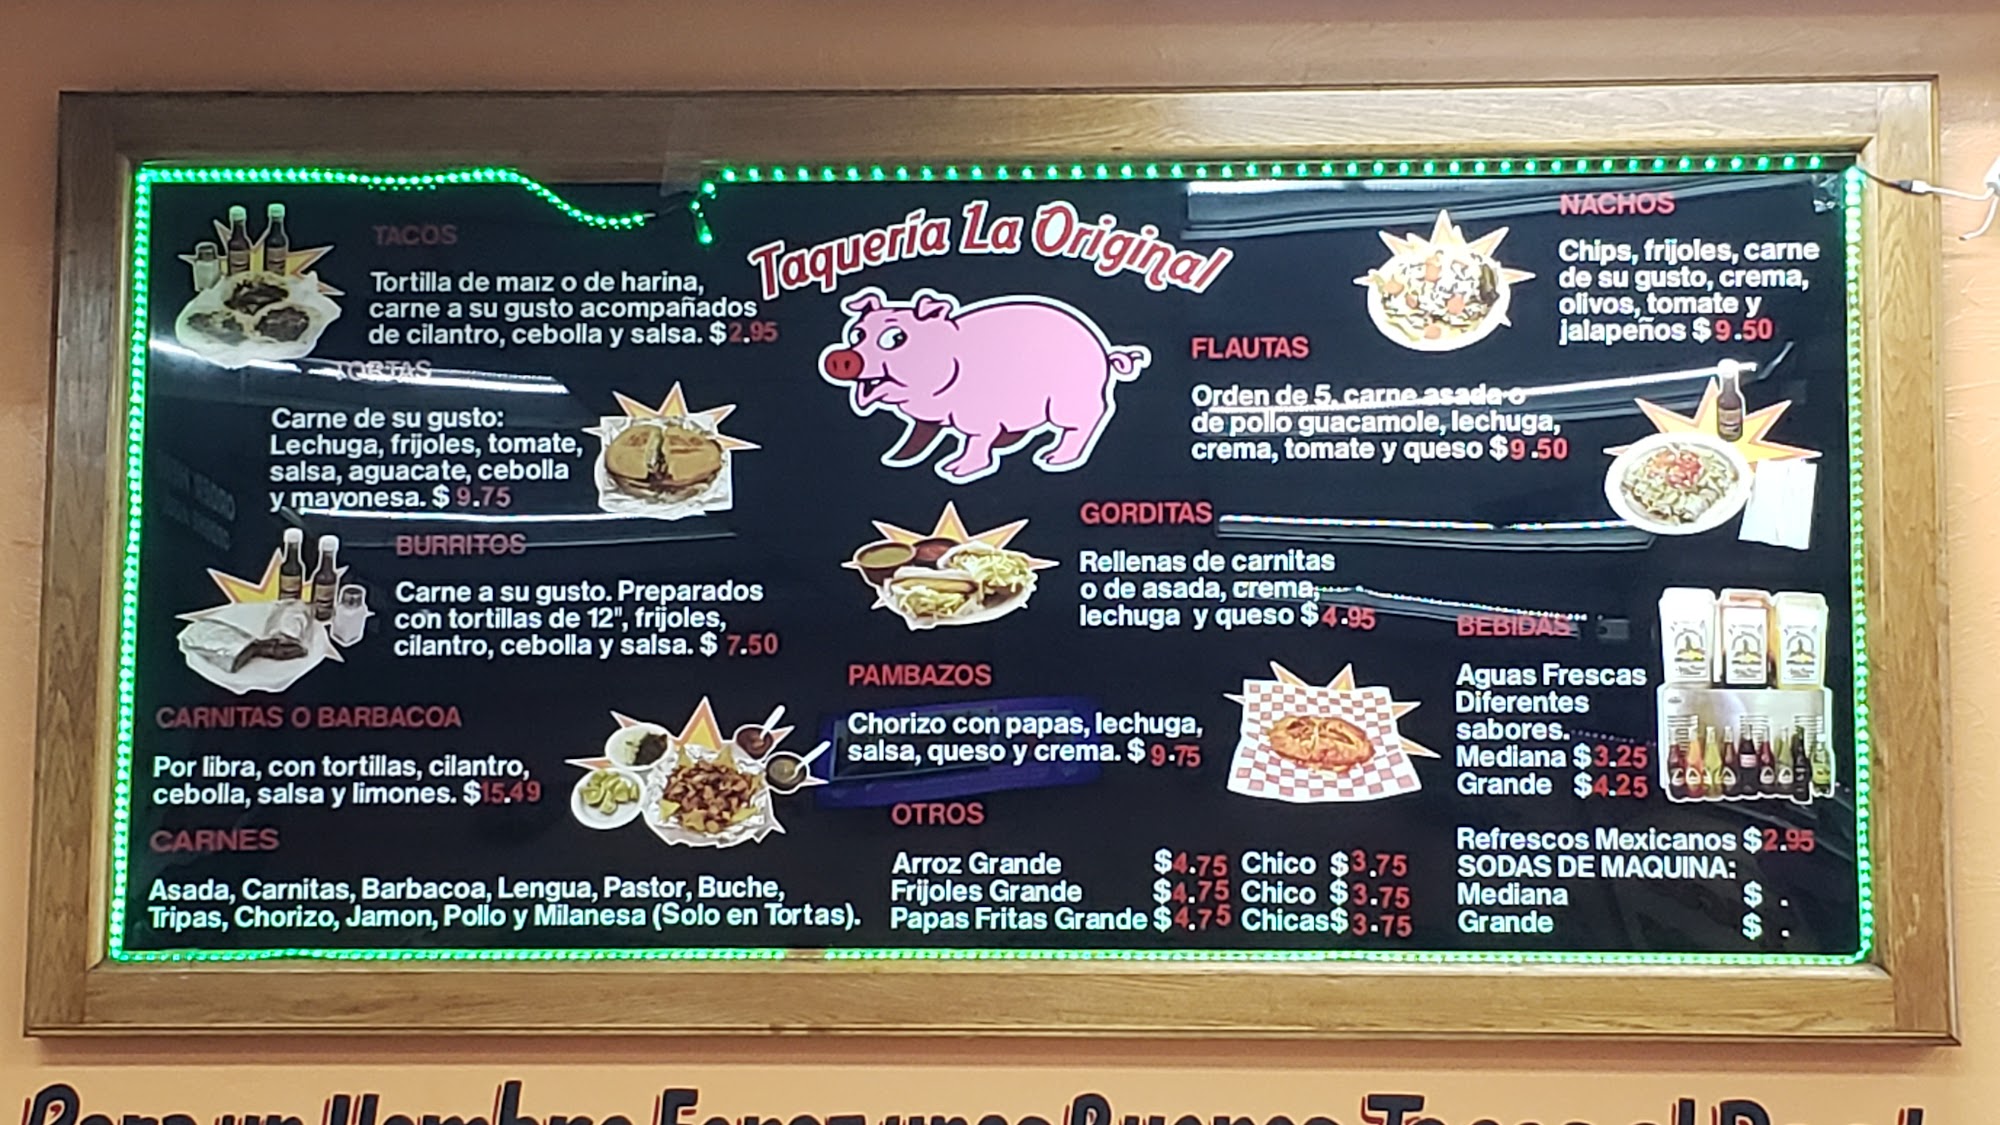 Taquería La Original
TACOS
Tortilla de maız o de harina,
carne a su gusto acompañados
de cilantro, cebolla y salsa. $2.95
TORTAS
Carne de su gusto:
Lechuga, frijoles, tomate,
salsa, aguacate, cebolla
y mayonesa. $ 9.75
BURRITOS
Carne a su gusto. Preparados
con tortillas de 12", frijoles,
cilantro, cebolla y salsa. $ 7.50
CARNITAS O BARBACOA
Por libra, con tortillas, cilantro,
cebolla, salsa y limones. $15.49
CARNES
Asada, Carnitas, Barbacoa, Lengua, Pastor, Buche,
Tripas, Chorizo, Jamon, Pollo y Milanesa (Solo en Tortas).
NACHOS
Chips, frijoles, carne
de su gusto, crema,
olivos, tomate y
jalapeños $9.50
FLAUTAS
Orden de 5, carne asada o
de pollo guacamole, lechuga,
crema, tomate y queso $9.50
GORDITAS
Rellenas de carnitas
o de asada, crema,
lechuga y queso $4.95
PAMBAZOS
Chorizo con papas, lechuga,
salsa, queso y crema. $9.75
OTROS
Arroz Grande $4.75 Chico $3.75
Frijoles Grande $4.75 Chico $3.75
Papas Fritas Grande $4.75 Chicas $3.75
BEBIDAS
Aguas Frescas
Diferentes
sabores.
Mediana $3.25
Grande $4.25
Refrescos Mexicanos $2.95
SODAS DE MAQUINA:
Mediana $ .
Grande $ .